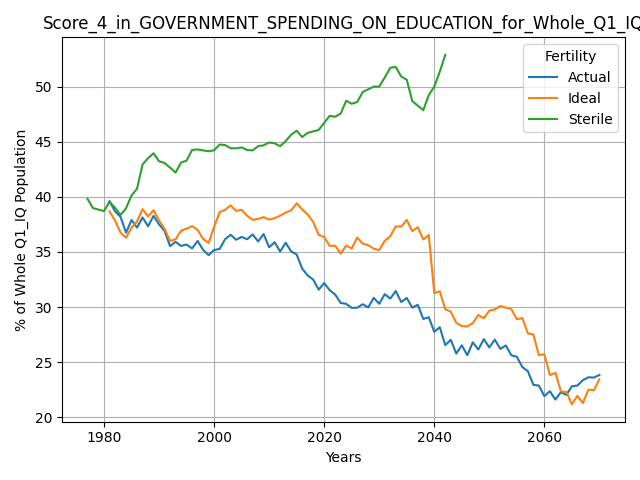 Score_4_in_GOVERNMENT_SPENDING_ON_EDUCATION_for_Whole_Q1_IQ
Fertility
Actual
Ideal
Sterile
% of Whole Q1_IQ Population
50
45
40
35
30
25
20
1980 2000 2020 2040 2060
Years